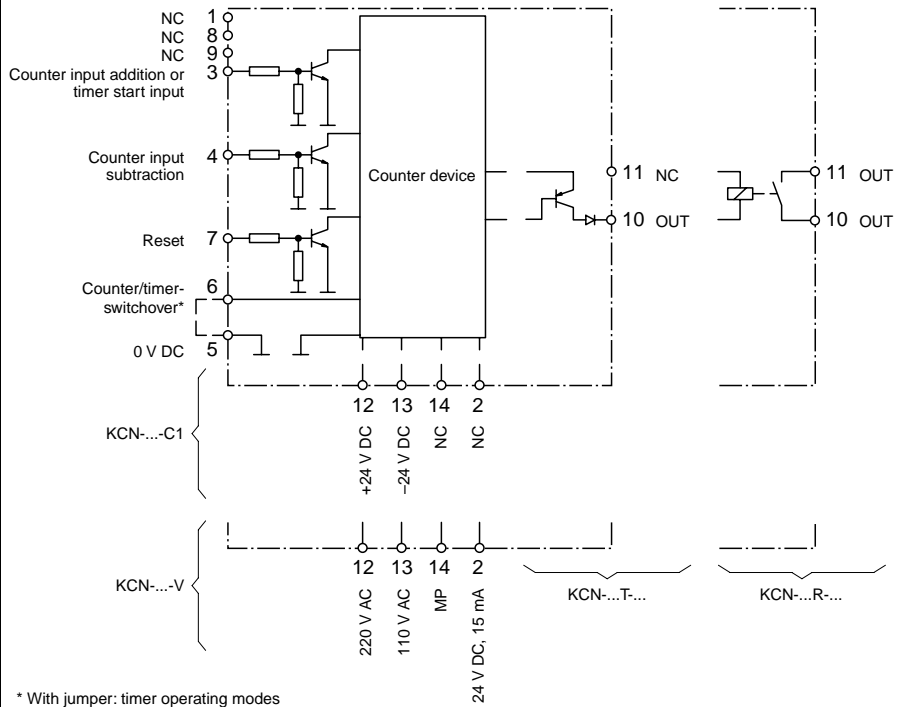 NC 1
NC 8
NC 9
Counter input addition or 3
timer start input
Counter input 4
subtraction
Reset 7
Counter/timer- 6
switchover*
0 V DC 5
Counter device
11 NC
10 OUT
11 OUT
10 OUT
KCN-...-C1
12 13 14 2
+24 V DC
–24 V DC
NC
NC
KCN-...-V
12 13 14 2
220 V AC
110 V AC
MP
24 V DC, 15 mA
KCN-...T-...
KCN-...R-...
* With jumper: timer operating modes